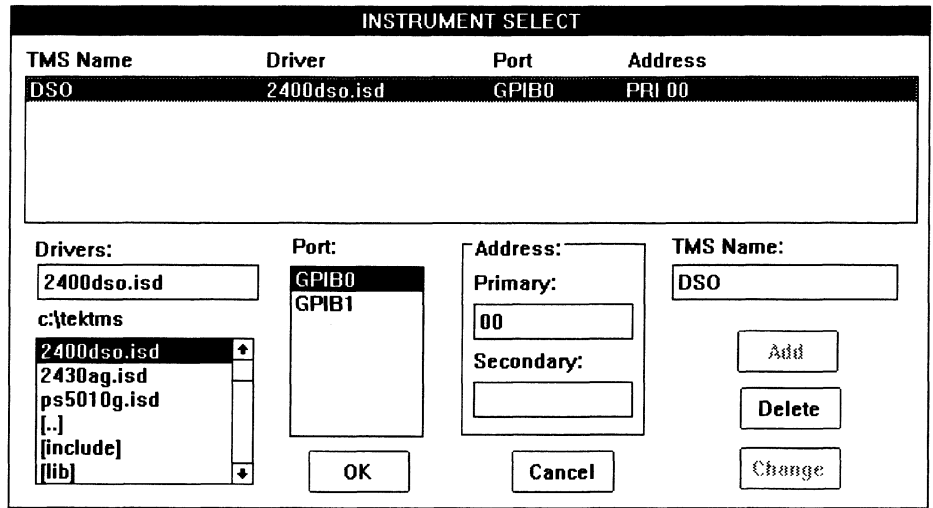 INSTRUMENT SELECT
TMS Name Driver Port Address
DSO 2400dso.isd GPIB0 PRI 00
Drivers:
2400dso.isd
c:\tektms
2400dso.isd
2430ag.isd
ps5010g.isd
[..]
[include]
[lib]
Port:
GPIB0
GPIB1
OK
Address:
Primary:
00
Secondary:
Cancel
TMS Name:
DSO
Add
Delete
Change